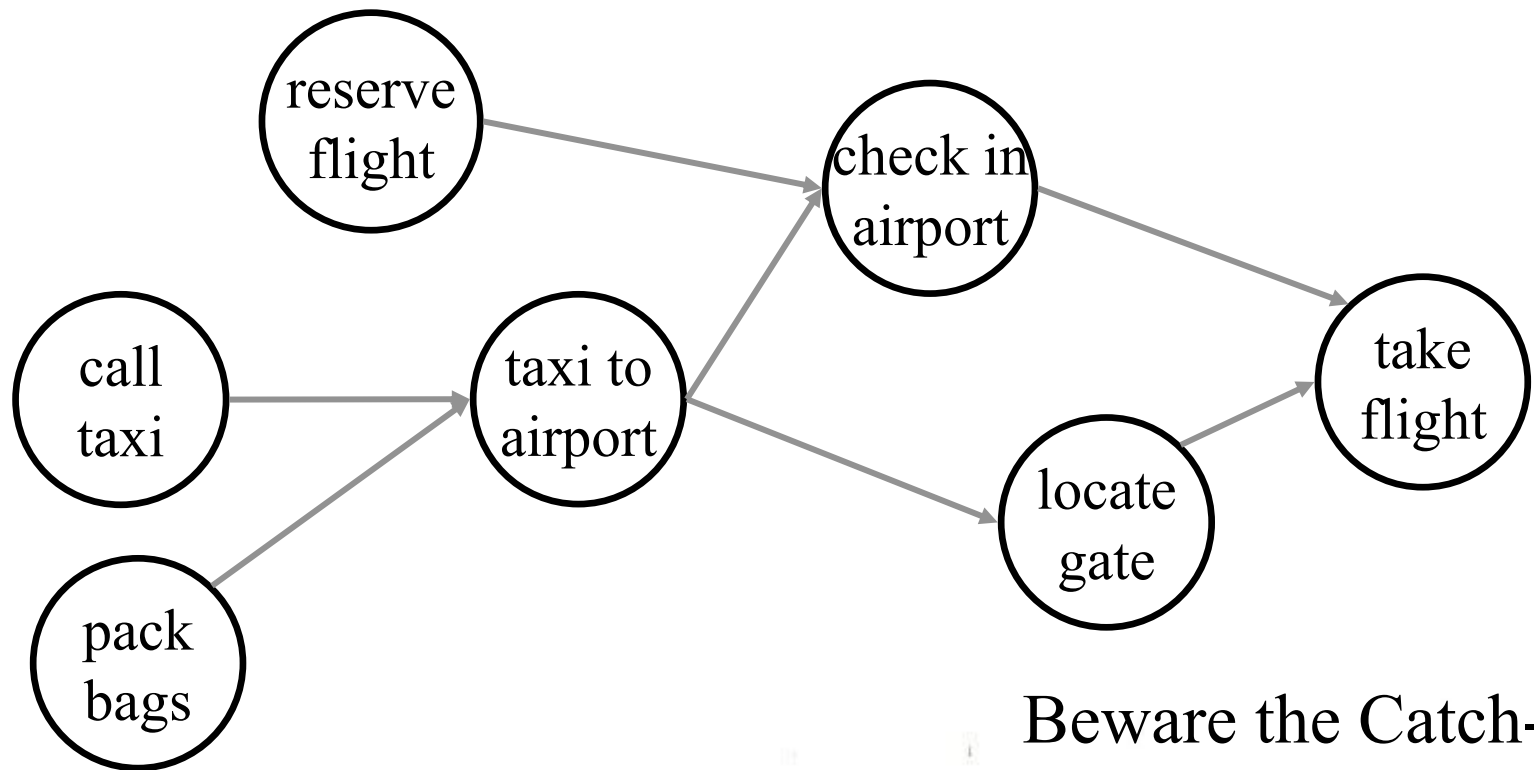 reserve
flight
check in
airport
call
taxi
taxi to
airport
take
flight
locate
gate
pack
bags
Beware the Catch-